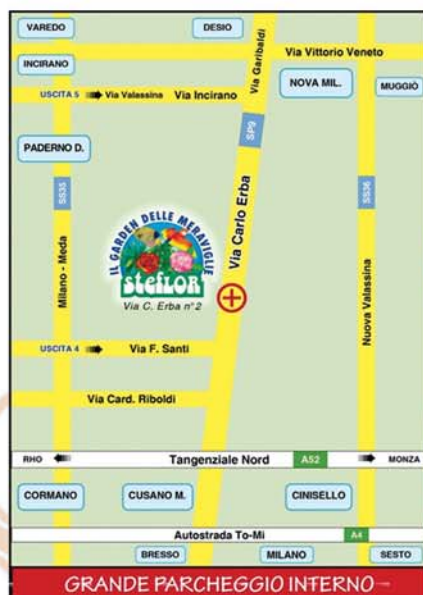 VAREDO
DESIO
Via Garibaldi
Via Vittorio Veneto
INCIRANO
NOVA MIL.
MUGGIÒ
USCITA 5
Via Valassina
Via Incirano
SP9
PADERNO D.
SS35
SS36
Via Carlo Erba
IL GARDEN DELLE MERAVIGLIE
steflor
Via C. Erba n° 2
Milano - Meda
Nuova Valassina
USCITA 4
Via F. Santi
Via Card. Riboldi
RHO
Tangenziale Nord
A52
MONZA
CORMANO
CUSANO M.
CINISELLO
Autostrada To-Mi
A4
BRESSO
MILANO
SESTO
GRANDE PARCHEGGIO INTERNO